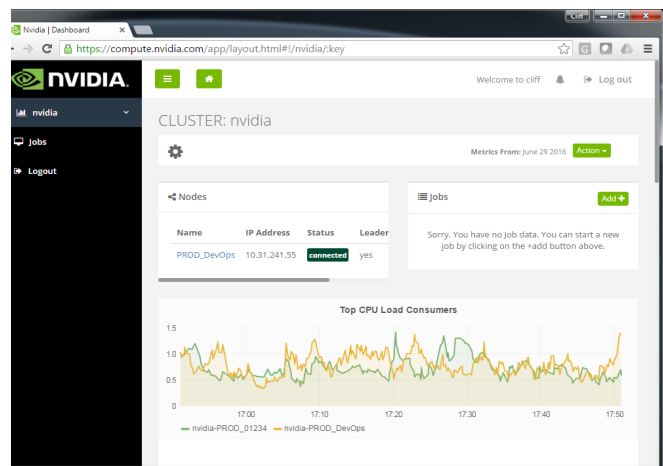 Cliff
Nvidia | Dashboard
https://compute.nvidia.com/app/layout.html#!/nvidia/:key
NVIDIA.
Welcome to cliff
Log out
nvidia
Jobs
Logout
CLUSTER: nvidia
Metrics From: June 29 2016 Action
Nodes
Name IP Address Status Leader
PROD_DevOps 10.31.241.55 connected yes
Jobs
Add +
Sorry. You have no Job data. You can start a new
job by clicking on the +add button above.
Top CPU Load Consumers
1.5
1.0
0.5
0
17:00 17:10 17:20 17:30 17:40 17:50
nvidia-PROD_01234 nvidia-PROD_DevOps